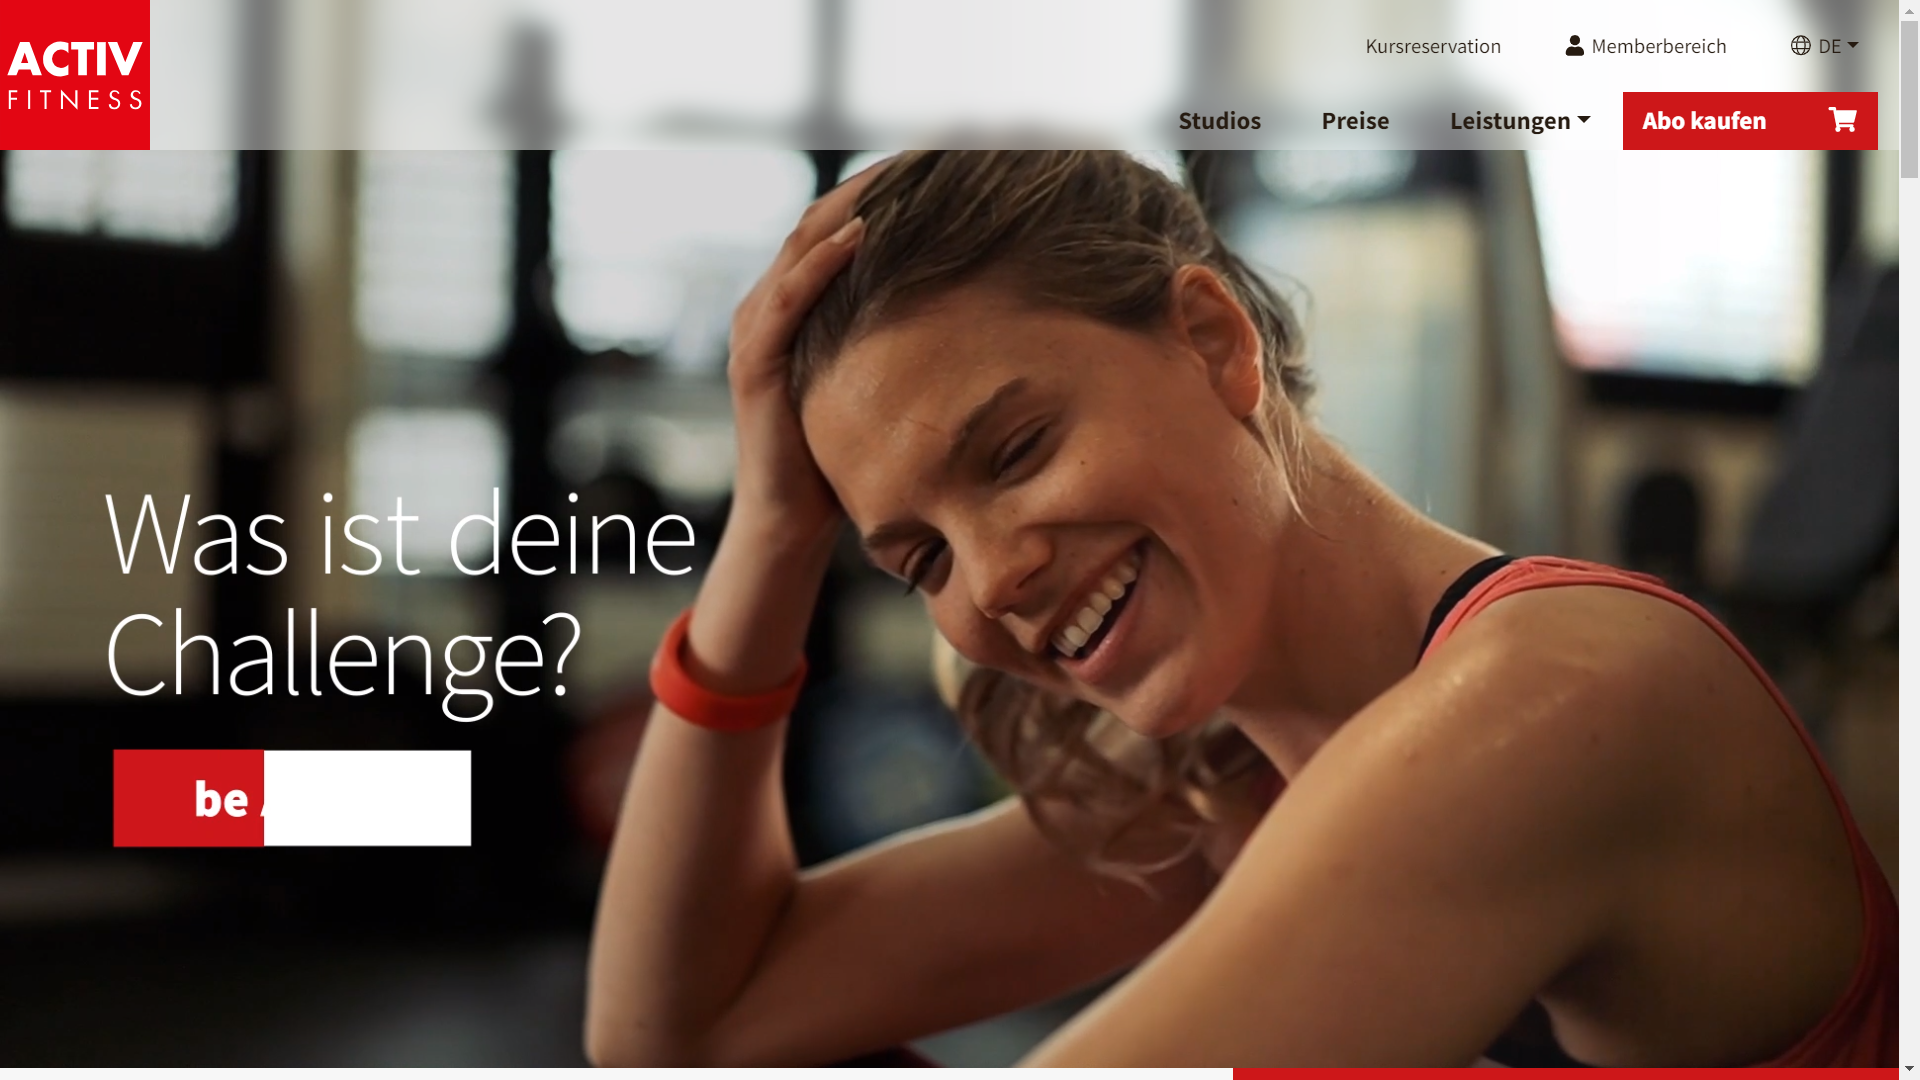 ACTIV
FITNESS
Kursreservation
Memberbereich
DE
Studios
Preise
Leistungen
Abo kaufen
Was ist deine
Challenge?
be